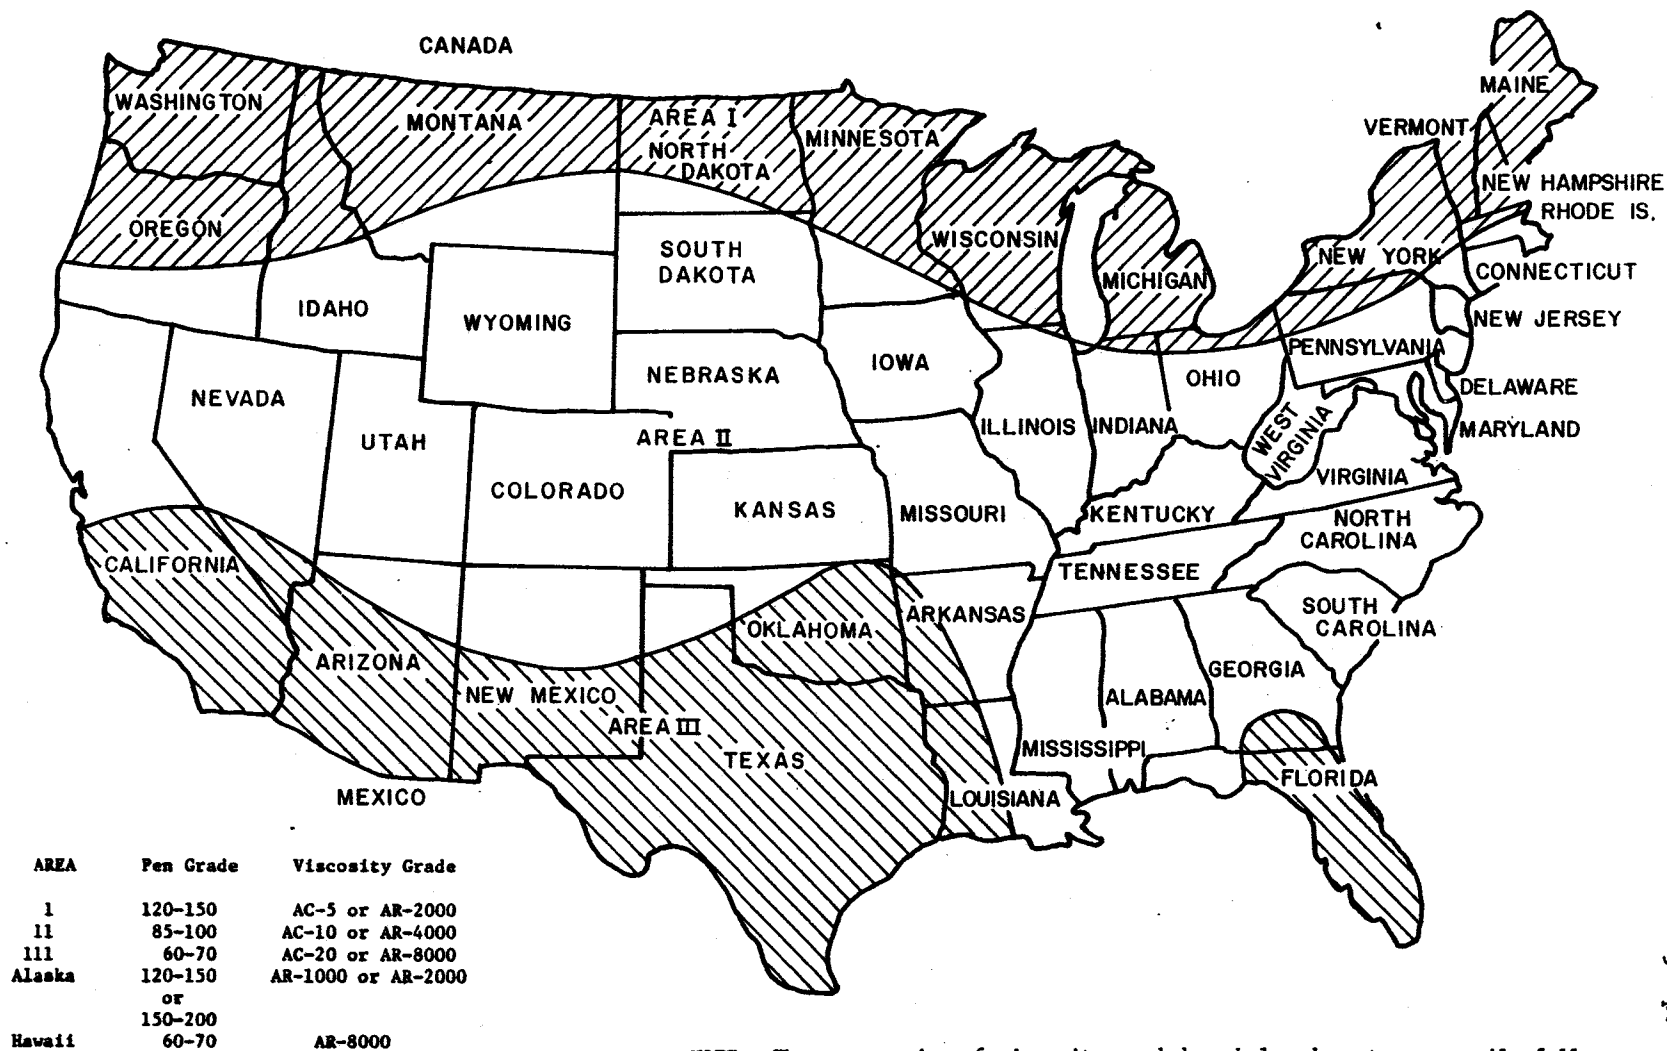 CANADA
WASHINGTON
MONTANA
AREA I
NORTH
DAKOTA
MINNESOTA
MAINE
VERMONT
NEW HAMPSHIRE
RHODE IS.
OREGON
WISCONSIN
MICHIGAN
NEW YORK
CONNECTICUT
SOUTH
DAKOTA
IDAHO
WYOMING
NEW JERSEY
PENNSYLVANIA
IOWA
NEBRASKA
OHIO
DELAWARE
NEVADA
UTAH
AREA II
ILLINOIS
INDIANA
WEST
VIRGINIA
MARYLAND
COLORADO
KANSAS
MISSOURI
KENTUCKY
VIRGINIA
NORTH
CAROLINA
CALIFORNIA
TENNESSEE
ARKANSAS
SOUTH
CAROLINA
OKLAHOMA
ARIZONA
NEW MEXICO
AREA III
GEORGIA
ALABAMA
MISSISSIPPI
TEXAS
LOUISIANA
FLORIDA
MEXICO
AREA Pen Grade Viscosity Grade
1 120-150 AC-5 or AR-2000
11 85-100 AC-10 or AR-4000
111 60-70 AC-20 or AR-8000
Alaska 120-150 AR-1000 or AR-2000
or
150-200
Hawaii 60-70 AR-8000